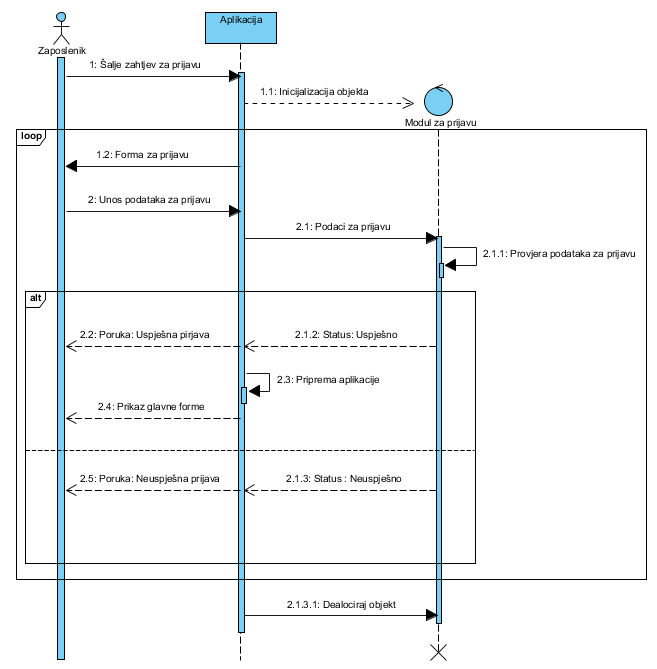 Aplikacija
Zaposlenik
1: Šalje zahtjev za prijavu
1.1: Inicijalizacija objekta
Modul za prijavu
loop
1.2: Forma za prijavu
2: Unos podataka za prijavu
2.1: Podaci za prijavu
2.1.1: Provjera podataka za prijavu
alt
2.2: Poruka: Uspješna pirjava
2.1.2: Status: Uspješno
2.3: Priprema aplikacije
2.4: Prikaz glavne forme
2.5: Poruka: Neuspješna prijava
2.1.3: Status : Neuspješno
2.1.3.1: Dealociraj objekt